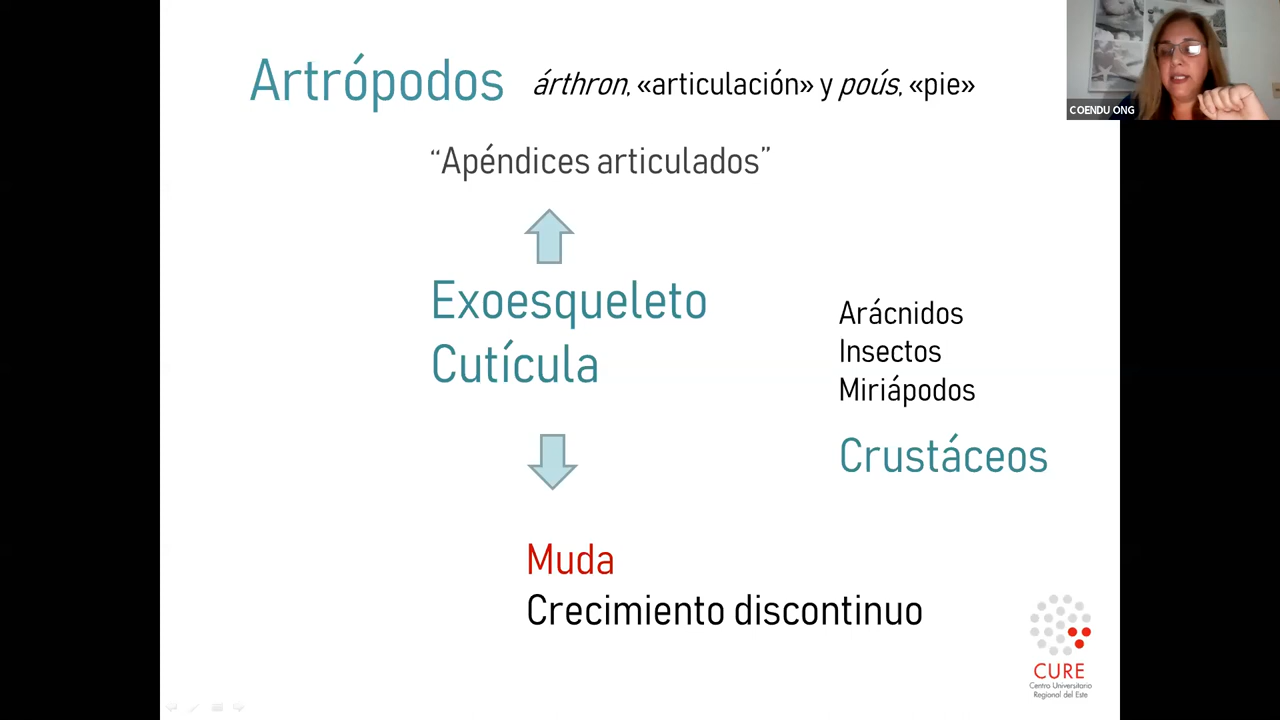 Artrópodos árthron, «articulación» y poús, «pie»
“Apéndices articulados”
Exoesqueleto
Cutícula
Arácnidos
Insectos
Miriápodos
Crustáceos
Muda
Crecimiento discontinuo
COENDU ONG
CURE
Centro Universitario
Regional del Este